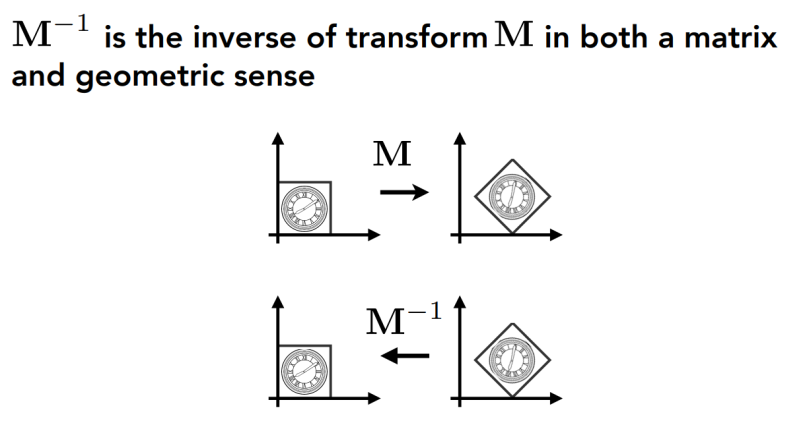 M⁻¹ is the inverse of transform M in both a matrix
and geometric sense
M
M⁻¹